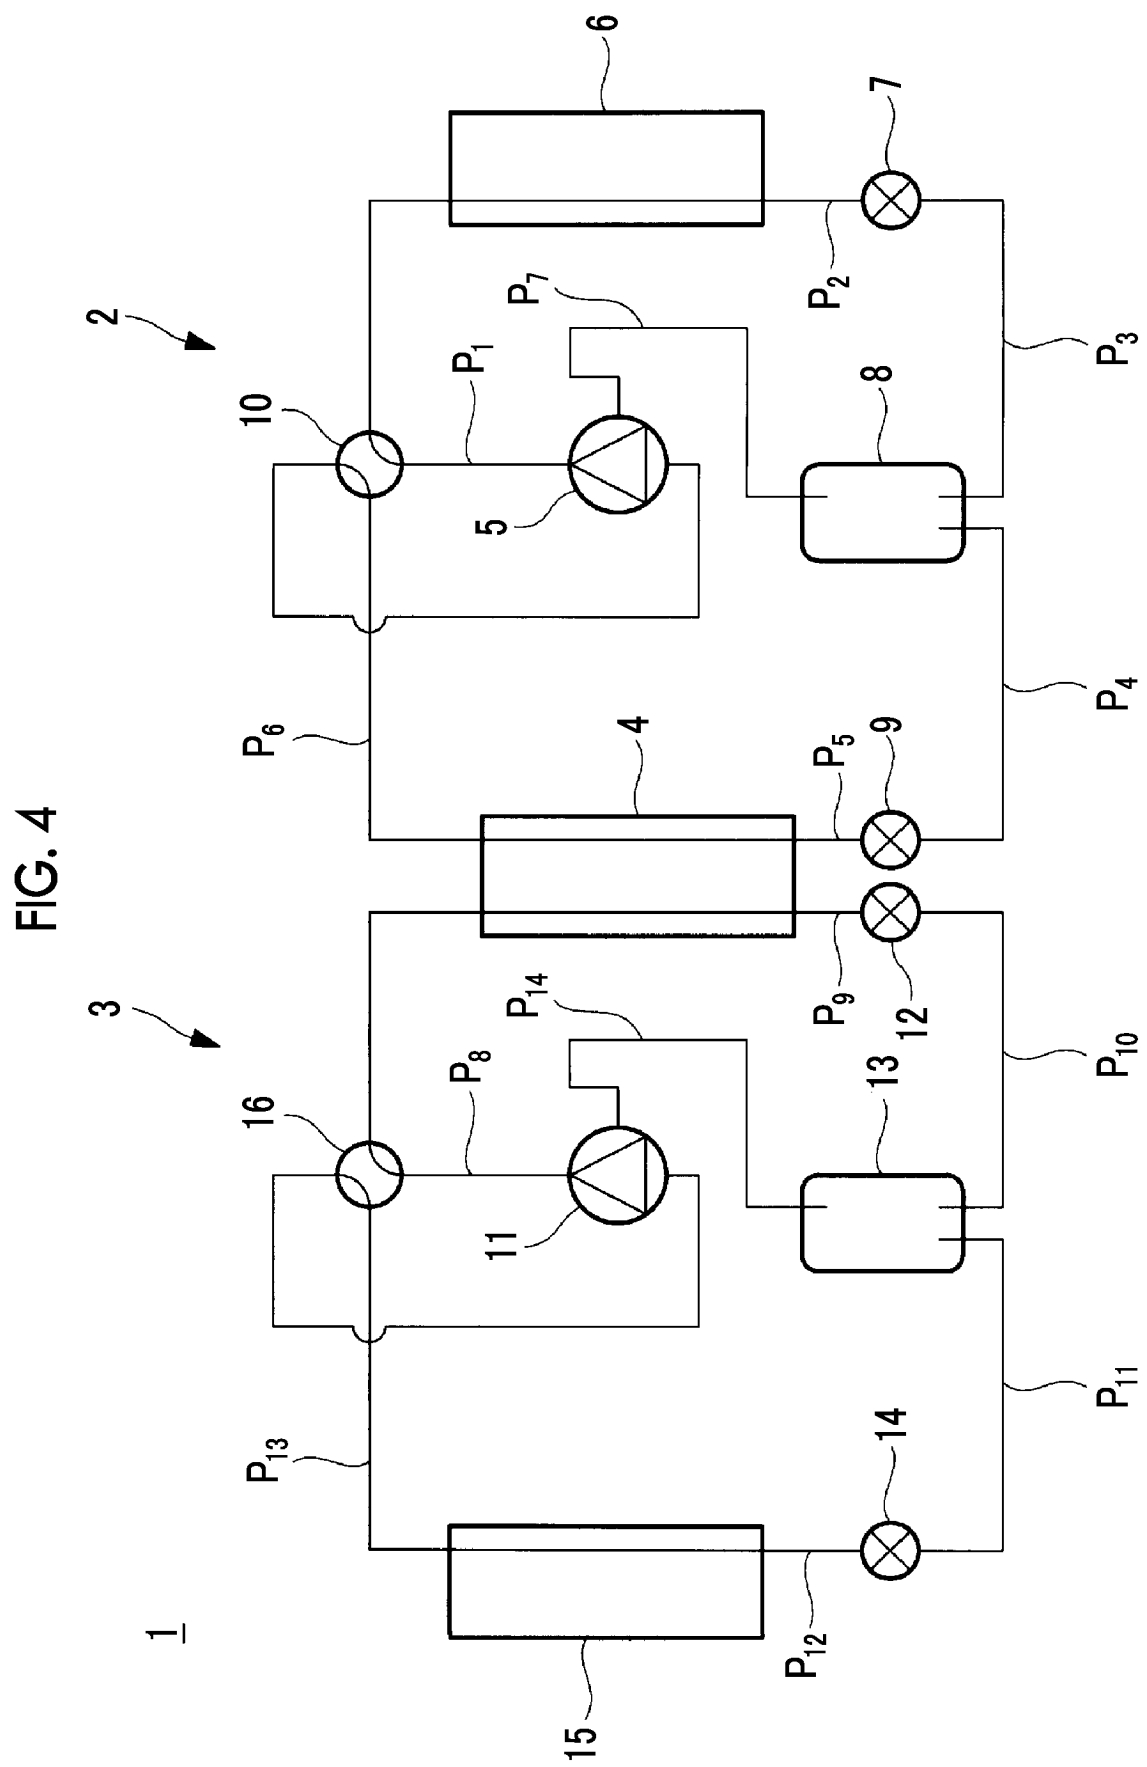 FIG. 4
1
3
2
P₁₃
16
P₆
10
P₈
P₁
11
P₁₄
5
P₇
15
4
6
P₁₂
P₉
P₅
P₂
14
13
12
9
8
7
P₁₁
P₁₀
P₄
P₃